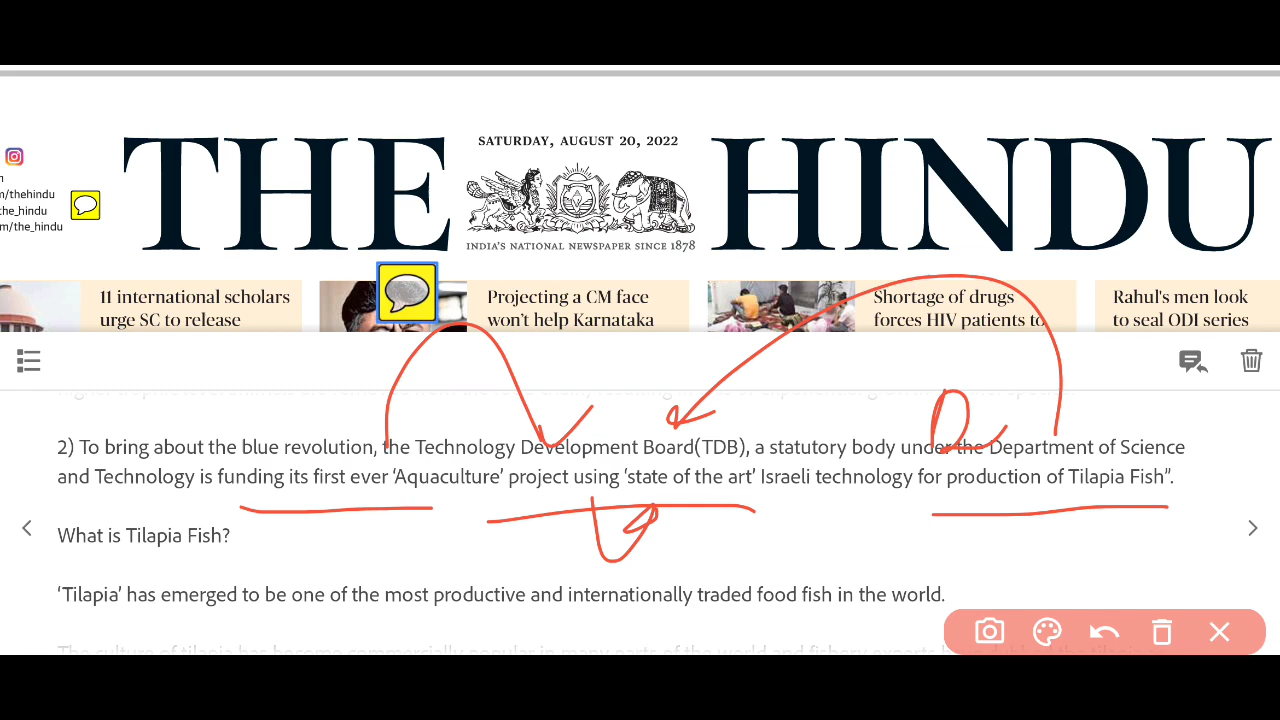 SATURDAY, AUGUST 20, 2022
THE HINDU
INDIA'S NATIONAL NEWSPAPER SINCE 1878
m/thehindu
the_hindu
m/the_hindu
11 international scholars
urge SC to release
Projecting a CM face
won't help Karnataka
Shortage of drugs
forces HIV patients to
Rahul's men look
to seal ODI series
2) To bring about the blue revolution, the Technology Development Board(TDB), a statutory body under the Department of Science
and Technology is funding its first ever ‘Aquaculture’ project using ‘state of the art’ Israeli technology for production of Tilapia Fish”.
What is Tilapia Fish?
‘Tilapia’ has emerged to be one of the most productive and internationally traded food fish in the world.